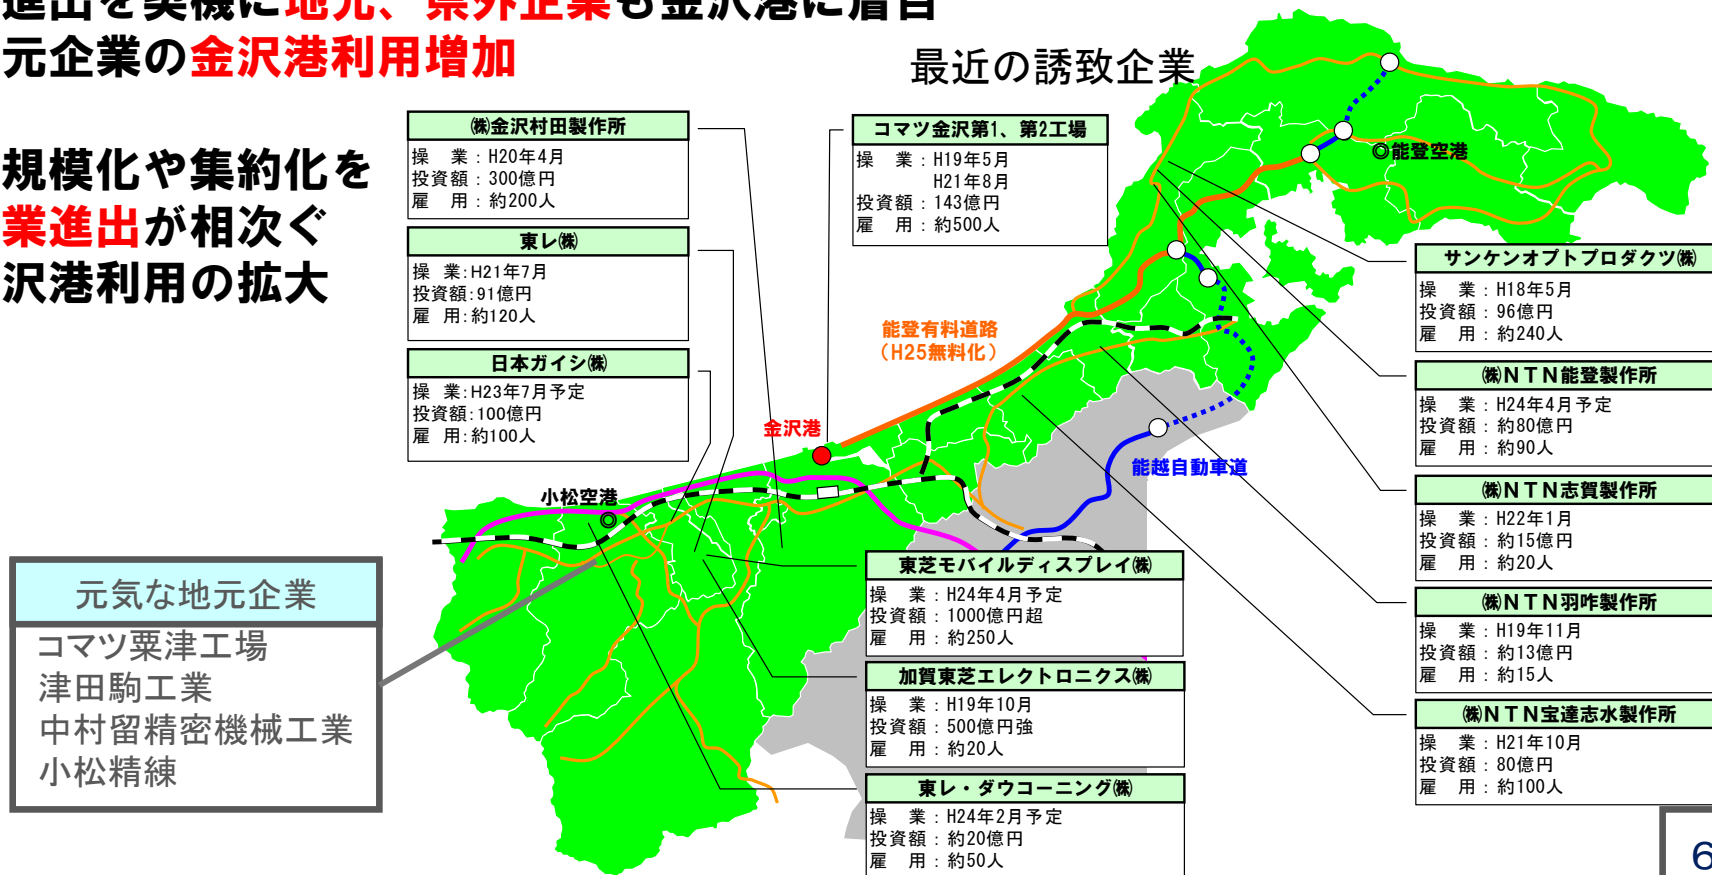 進出を契機に地元、県外企業も金沢港に着目
元企業の金沢港利用増加
規模化や集約化を
業進出が相次ぐ
沢港利用の拡大
最近の誘致企業
㈱金沢村田製作所
操　業：H20年4月
投資額：300億円
雇　用：約200人
東レ㈱
操　業:H21年7月
投資額:91億円
雇　用:約120人
日本ガイシ㈱
操　業:H23年7月予定
投資額:100億円
雇　用:約100人
コマツ金沢第1、第2工場
操　業：H19年5月
H21年8月
投資額：143億円
雇　用：約500人
能登空港
能登有料道路
（H25無料化）
金沢港
小松空港
能越自動車道
サンケンオプトプロダクツ㈱
操　業：H18年5月
投資額：96億円
雇　用：約240人
㈱ＮＴＮ能登製作所
操　業：H24年4月予定
投資額：約80億円
雇　用：約90人
㈱ＮＴＮ志賀製作所
操　業：H22年1月
投資額：約15億円
雇　用：約20人
㈱ＮＴＮ羽咋製作所
操　業：H19年11月
投資額：約13億円
雇　用：約15人
㈱ＮＴＮ宝達志水製作所
操　業：H21年10月
投資額：80億円
雇　用：約100人
東芝モバイルディスプレイ㈱
操　業：H24年4月予定
投資額：1000億円超
雇　用：約250人
加賀東芝エレクトロニクス㈱
操　業：H19年10月
投資額：500億円強
雇　用：約20人
東レ・ダウコーニング㈱
操　業：H24年2月予定
投資額：約20億円
雇　用：約50人
元気な地元企業
コマツ粟津工場
津田駒工業
中村留精密機械工業
小松精練
6